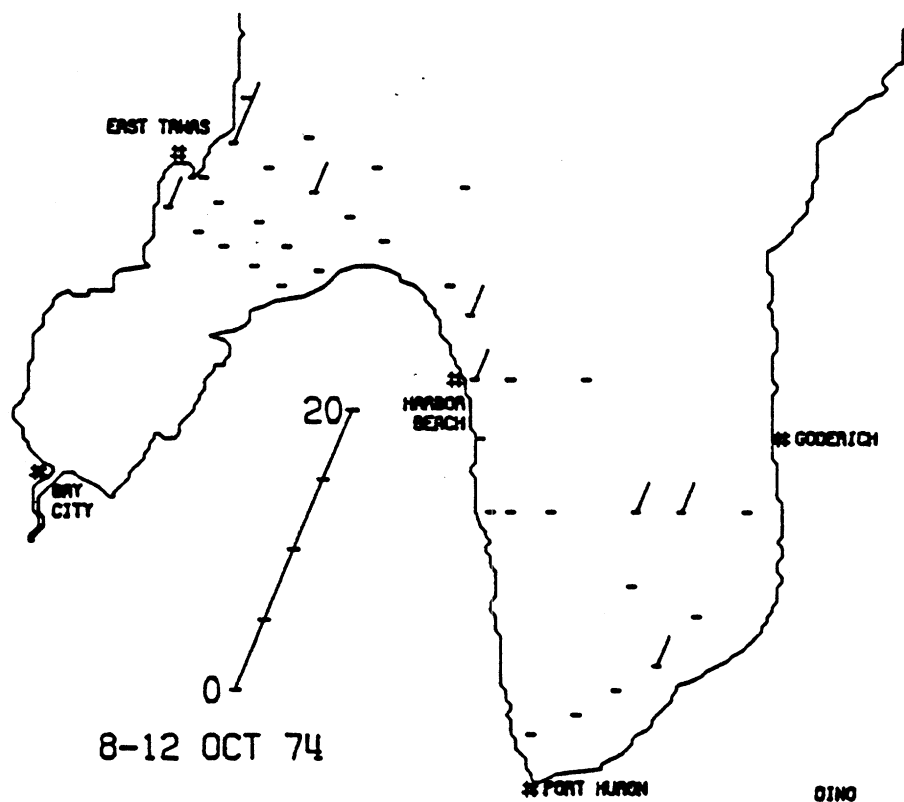 EAST TAWAS
20
HARBOR
BEACH
# GODERICH
BAY
CITY
0
8-12 OCT 74
# PORT HURON
DINO